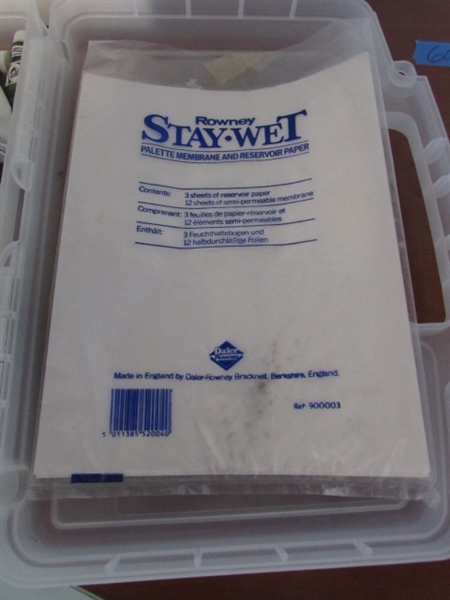 Rowney
STAY·WET
PALETTE MEMBRANE AND RESERVOIR PAPER
Contents: 3 sheets of reservoir paper
12 sheets of semi-permeable membrane
Comprenant: 3 feuilles de papier-réservoir et
12 éléments semi-perméables
Enthält: 3 Feuchthaltsbogen und
12 halbdurchläßige Folien
Daler
Made in England by Daler-Rowney Bracknell, Berkshire, England.
Ref: 900003
5 011385 520040